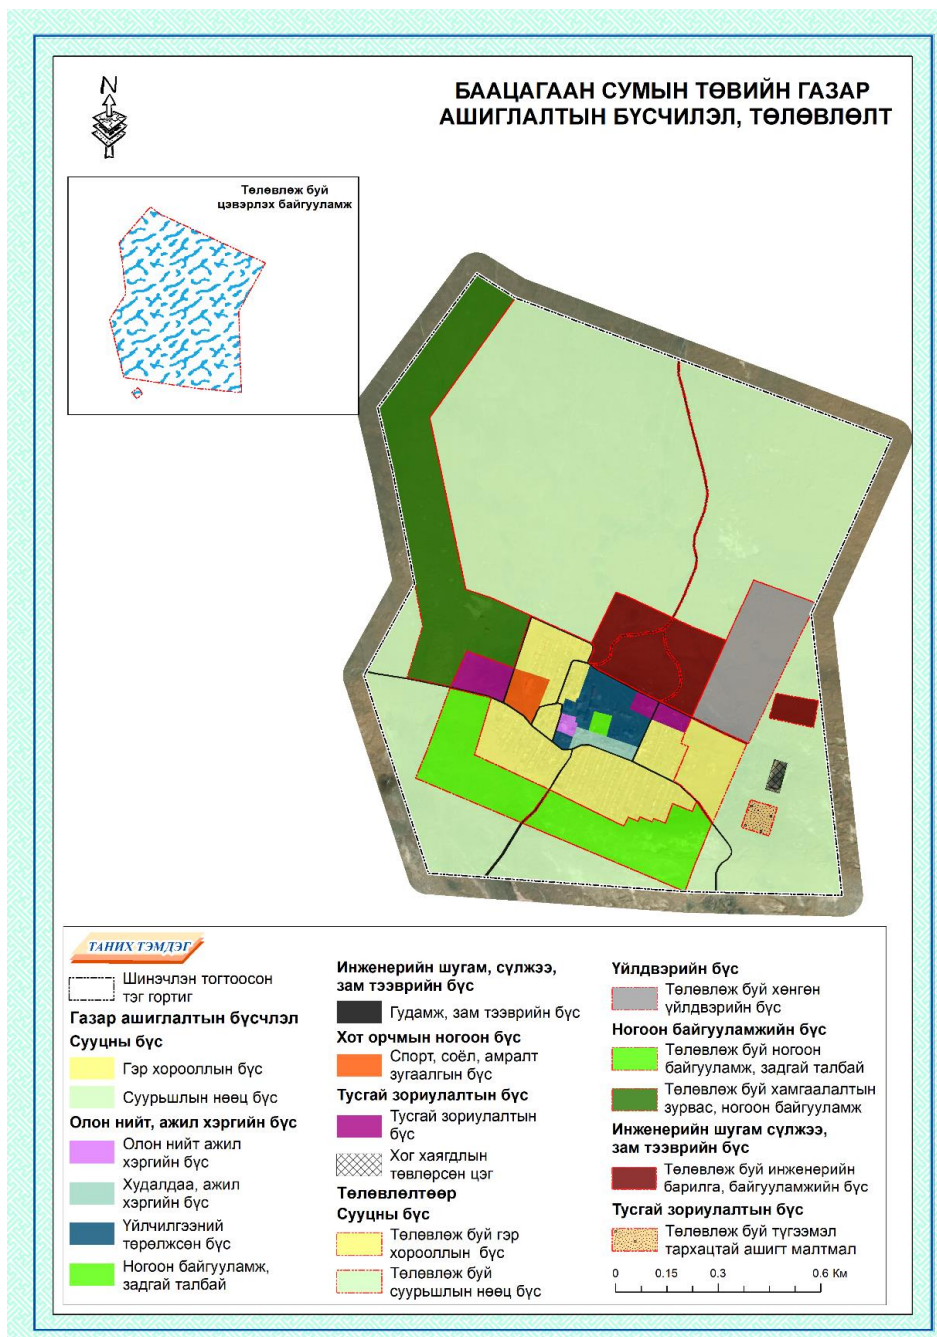 N
БААЦАГААН СУМЫН ТӨВИЙН ГАЗАР
АШИГЛАЛТЫН БҮСЧИЛЭЛ, ТӨЛӨВЛӨЛТ
Төлөвлөж буй
цэвэрлэх байгууламж
ТАНИХ ТЭМДЭГ
Шинэчлэн тогтоосон
тэг гортиг
Газар ашиглалтын бүсчлэл
Сууцны бүс
Гэр хорооллын бүс
Суурьшлын нөөц бүс
Олон нийт, ажил хэргийн бүс
Олон нийт ажил
хэргийн бүс
Худалдаа, ажил
хэргийн бүс
Үйлчилгээний
төрөлжсөн бүс
Ногоон байгууламж,
задгай талбай
Инженерийн шугам, сүлжээ,
зам тээврийн бүс
Гудамж, зам тээврийн бүс
Хот орчмын ногоон бүс
Спорт, соёл, амралт
зугаалгын бүс
Тусгай зориулалтын бүс
Тусгай зориулалтын
бүс
Хог хаягдлын
төвлөрсөн цэг
Төлөвлөлтөөр
Сууцны бүс
Төлөвлөж буй гэр
хорооллын бүс
Төлөвлөж буй
суурьшлын нөөц бүс
Үйлдвэрийн бүс
Төлөвлөж буй хөнгөн
үйлдвэрийн бүс
Ногоон байгууламжийн бүс
Төлөвлөж буй ногоон
байгууламж, задгай талбай
Төлөвлөж буй хамгаалалтын
зурвас, ногоон байгууламж
Инженерийн шугам сүлжээ,
зам тээврийн бүс
Төлөвлөж буй инженерийн
барилга, байгууламжийн бүс
Тусгай зориулалтын бүс
Төлөвлөж буй түгээмэл
тархацтай ашигт малтмал
0 0.15 0.3 0.6 Км